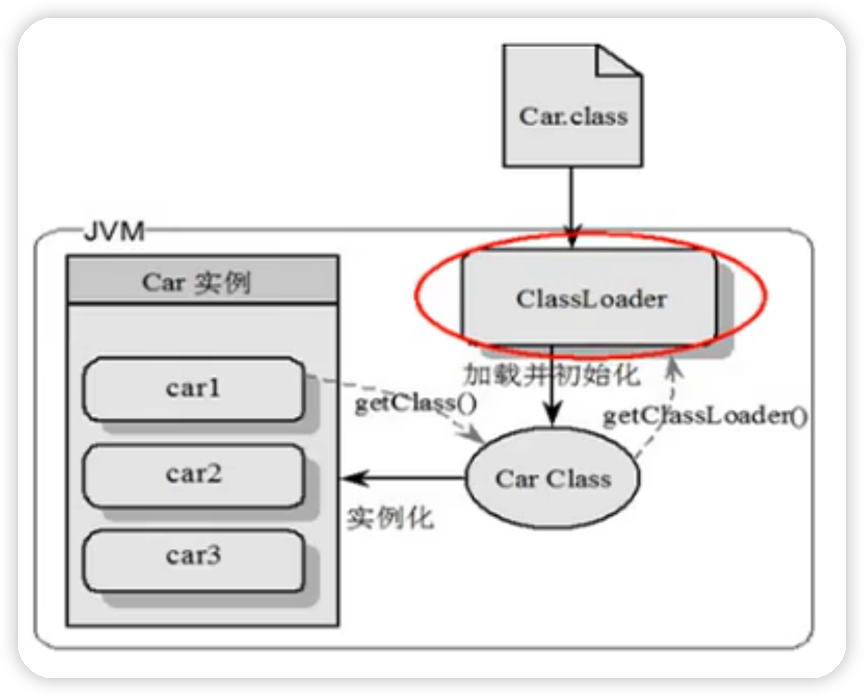 Car.class
JVM
Car 实例
ClassLoader
加载并初始化
car1
getClass()
getClassLoader()
car2
Car Class
实例化
car3